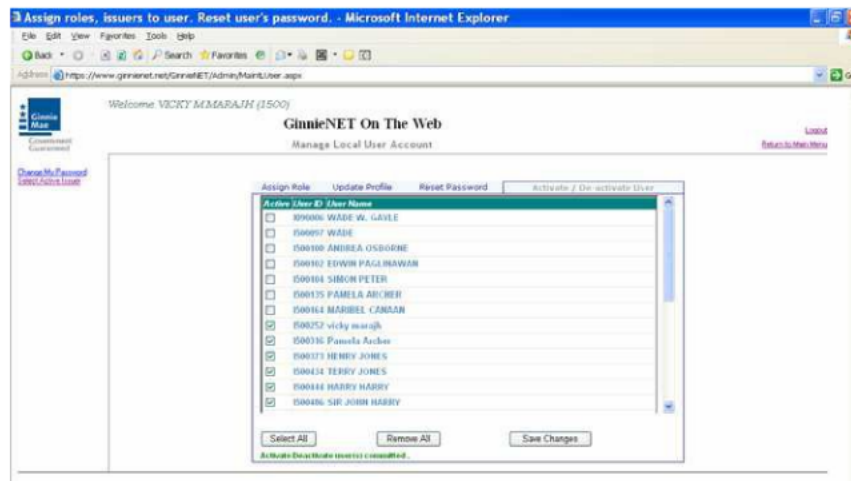 Assign roles, issuers to user. Reset user's password. - Microsoft Internet Explorer
File Edit View Favorites Tools Help
Back Search Favorites
Address https://www.ginnienet.net/GinnieNET/Admin/MaintUser.aspx
Welcome VICKY M MARAJH (1500)
Ginnie Mae
GinnieNET On The Web
Logout
Government Guaranteed
Manage Local User Account
Return to Main Menu
Change My Password
Select Active Issuer
Assign Role Update Profile Reset Password Activate / De-activate User
Active User ID User Name
I090006 WADE W. GAYLE
I500097 WADE
I500100 ANDREA OSBORNE
I500102 EDWIN PAGLINAWAN
I500104 SIMON PETER
I500135 PAMELA ARCHER
I500164 MARIBEL CANAAN
I500252 vicky marajh
I500316 Pamela Archer
I500373 HENRY JONES
I500434 TERRY JONES
I500444 HARRY HARRY
I500486 SIR JOHN HARRY
Select All Remove All Save Changes
Activate/Deactivate user(s) committed.